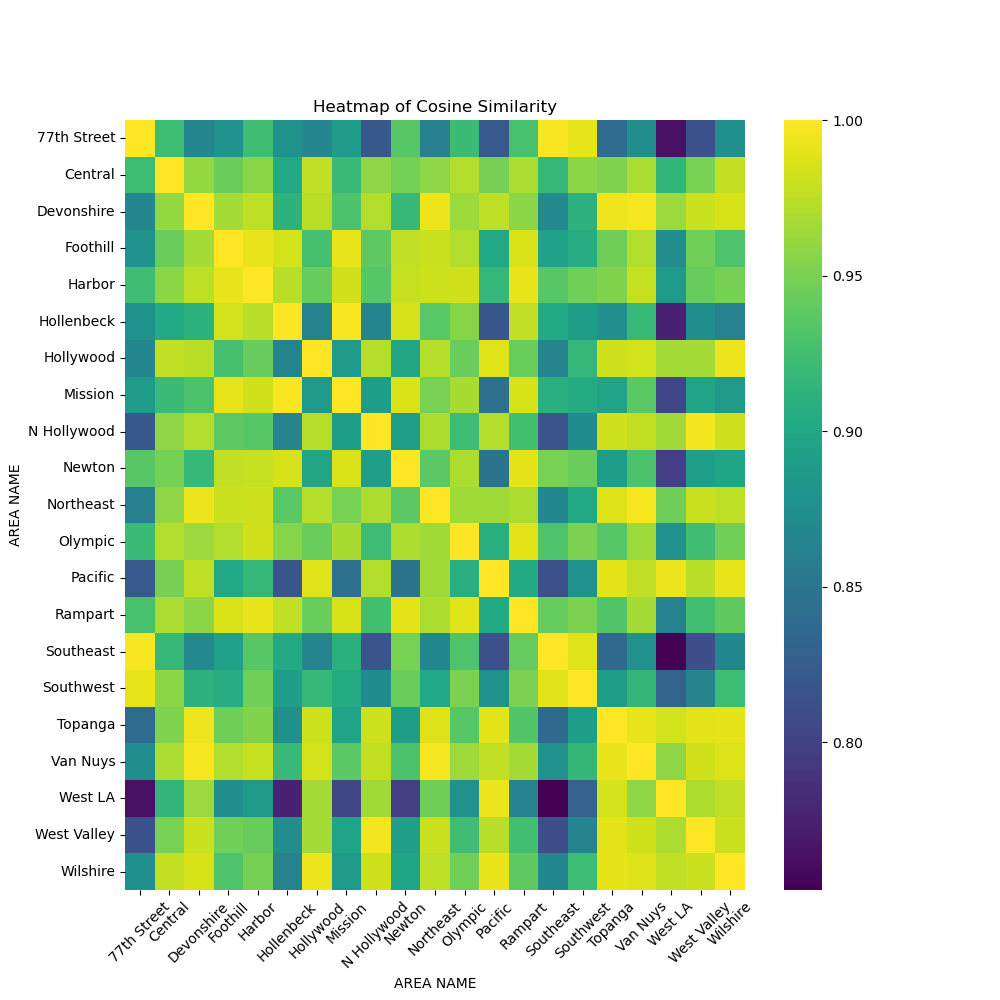 Heatmap of Cosine Similarity
77th Street
Central
Devonshire
Foothill
Harbor
Hollenbeck
Hollywood
Mission
N Hollywood
Newton
Northeast
Olympic
Pacific
Rampart
Southeast
Southwest
Topanga
Van Nuys
West LA
West Valley
Wilshire
AREA NAME
77th Street
Central
Devonshire
Foothill
Harbor
Hollenbeck
Hollywood
Mission
N Hollywood
Newton
Northeast
Olympic
Pacific
Rampart
Southeast
Southwest
Topanga
Van Nuys
West LA
West Valley
Wilshire
AREA NAME
1.00
0.95
0.90
0.85
0.80